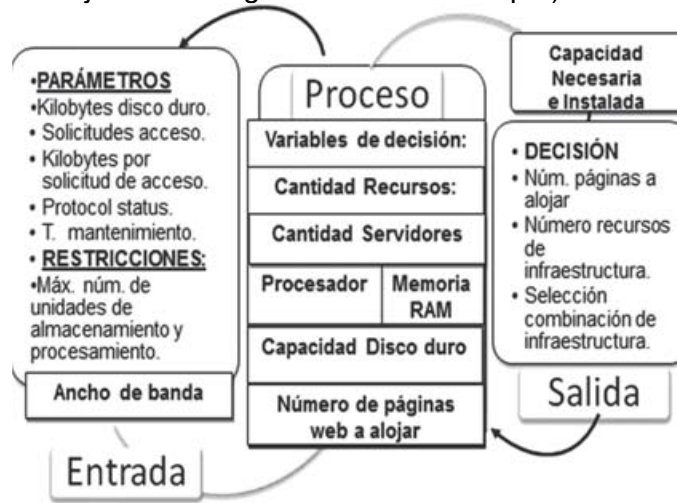 •PARÁMETROS
•Kilobytes disco duro.
• Solicitudes acceso.
• Kilobytes por
solicitud de acceso.
• Protocol status.
• T. mantenimiento.
• RESTRICCIONES:
•Máx. núm. de
unidades de
almacenamiento y
procesamiento.
Ancho de banda
Entrada
Proceso
Variables de decisión:
Cantidad Recursos:
Cantidad Servidores
Procesador
Memoria
RAM
Capacidad Disco duro
Número de páginas
web a alojar
Capacidad
Necesaria
e Instalada
• DECISIÓN
• Núm. páginas a
alojar
• Número recursos
de
infraestructura.
• Selección
combinación de
infraestructura.
Salida